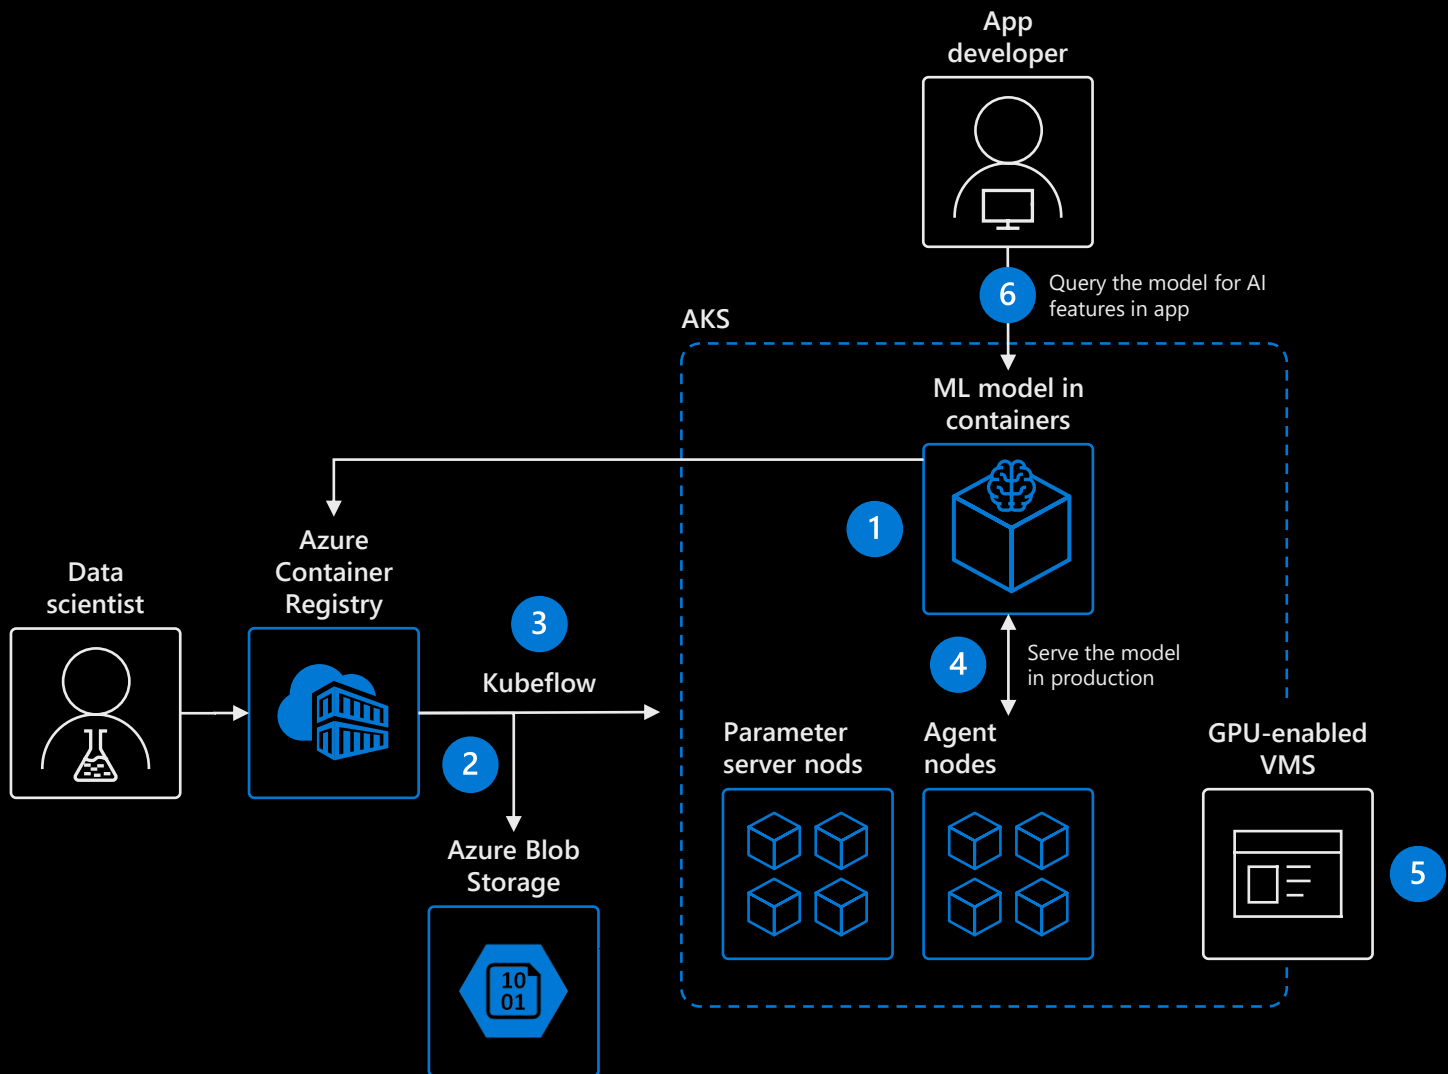 App
developer
6
Query the model for AI
features in app
AKS
ML model in
containers
1
Azure
Container
Registry
Data
scientist
3
Kubeflow
4
Serve the model
in production
2
Parameter
server nods
Agent
nodes
GPU-enabled
VMS
Azure Blob
Storage
5
10
01